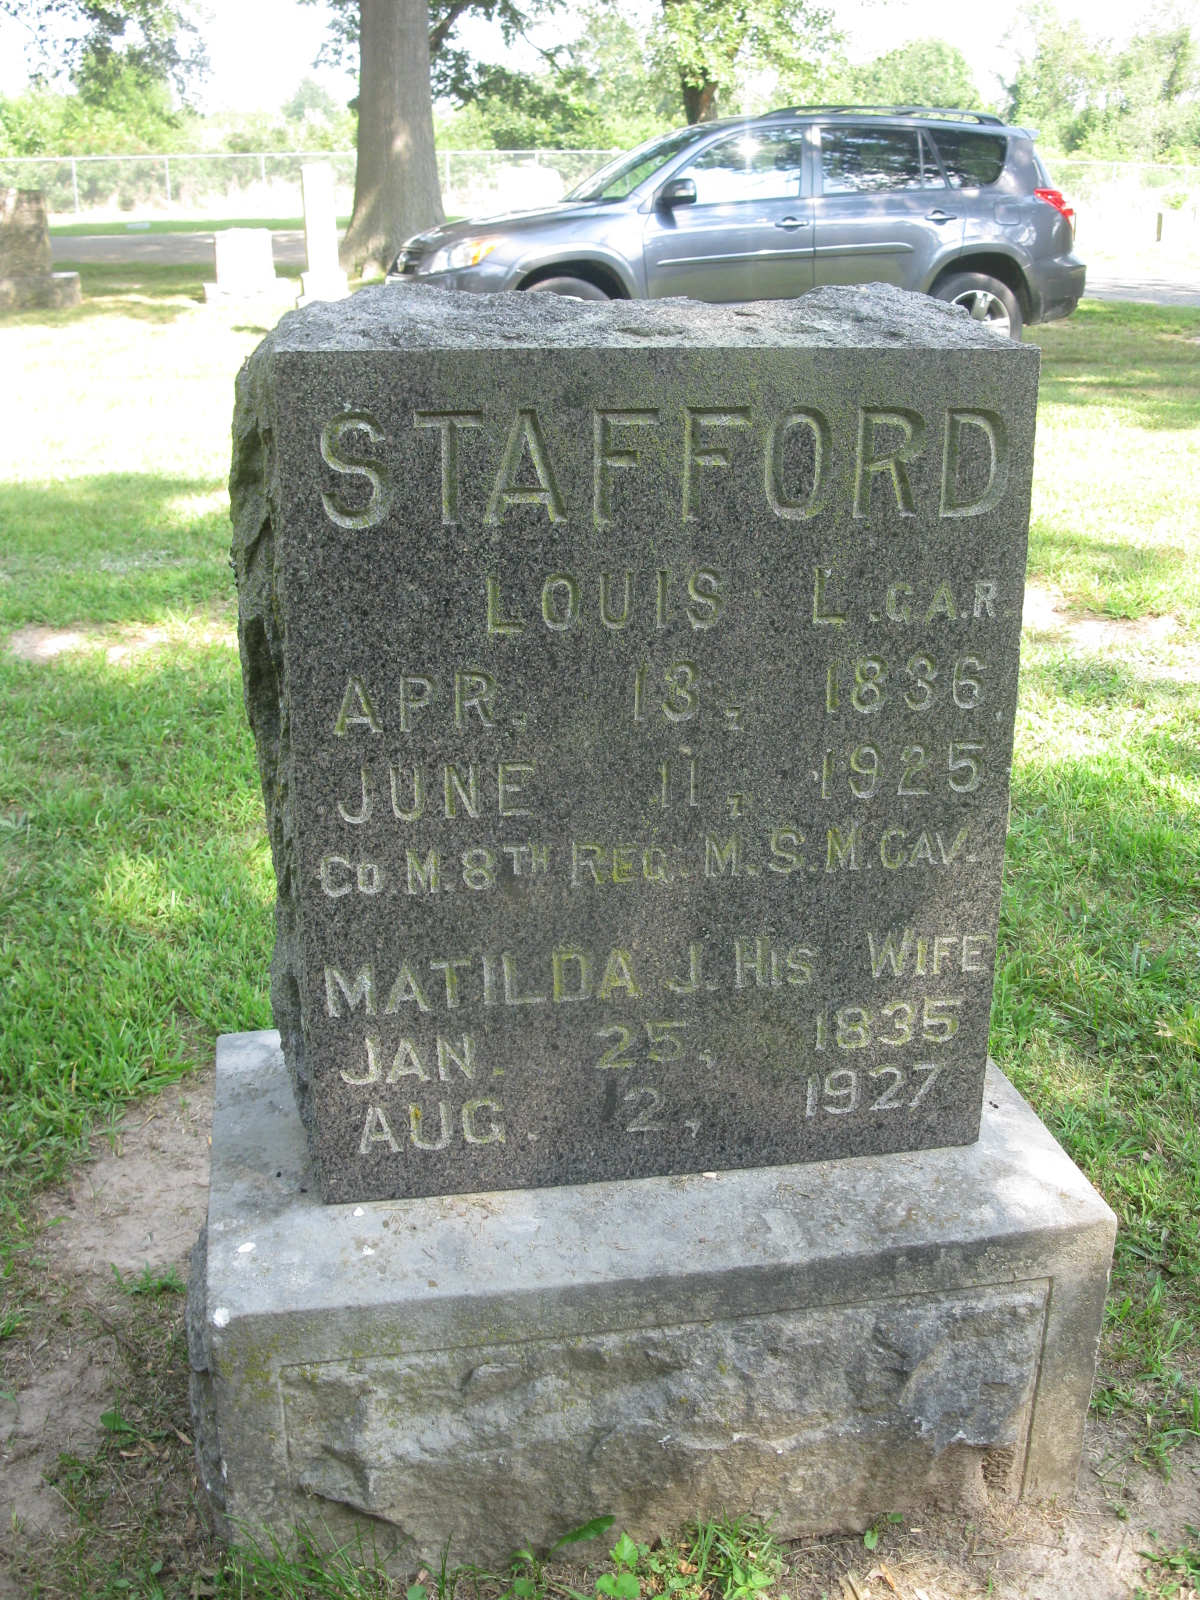 STAFFORD
LOUIS L. G.A.R.
APR. 13, 1836,
JUNE 11, 1925
CO. M. 8TH REG. M.S.M. CAV.
MATILDA J. HIS WIFE
JAN. 25, 1835
AUG. 2, 1927